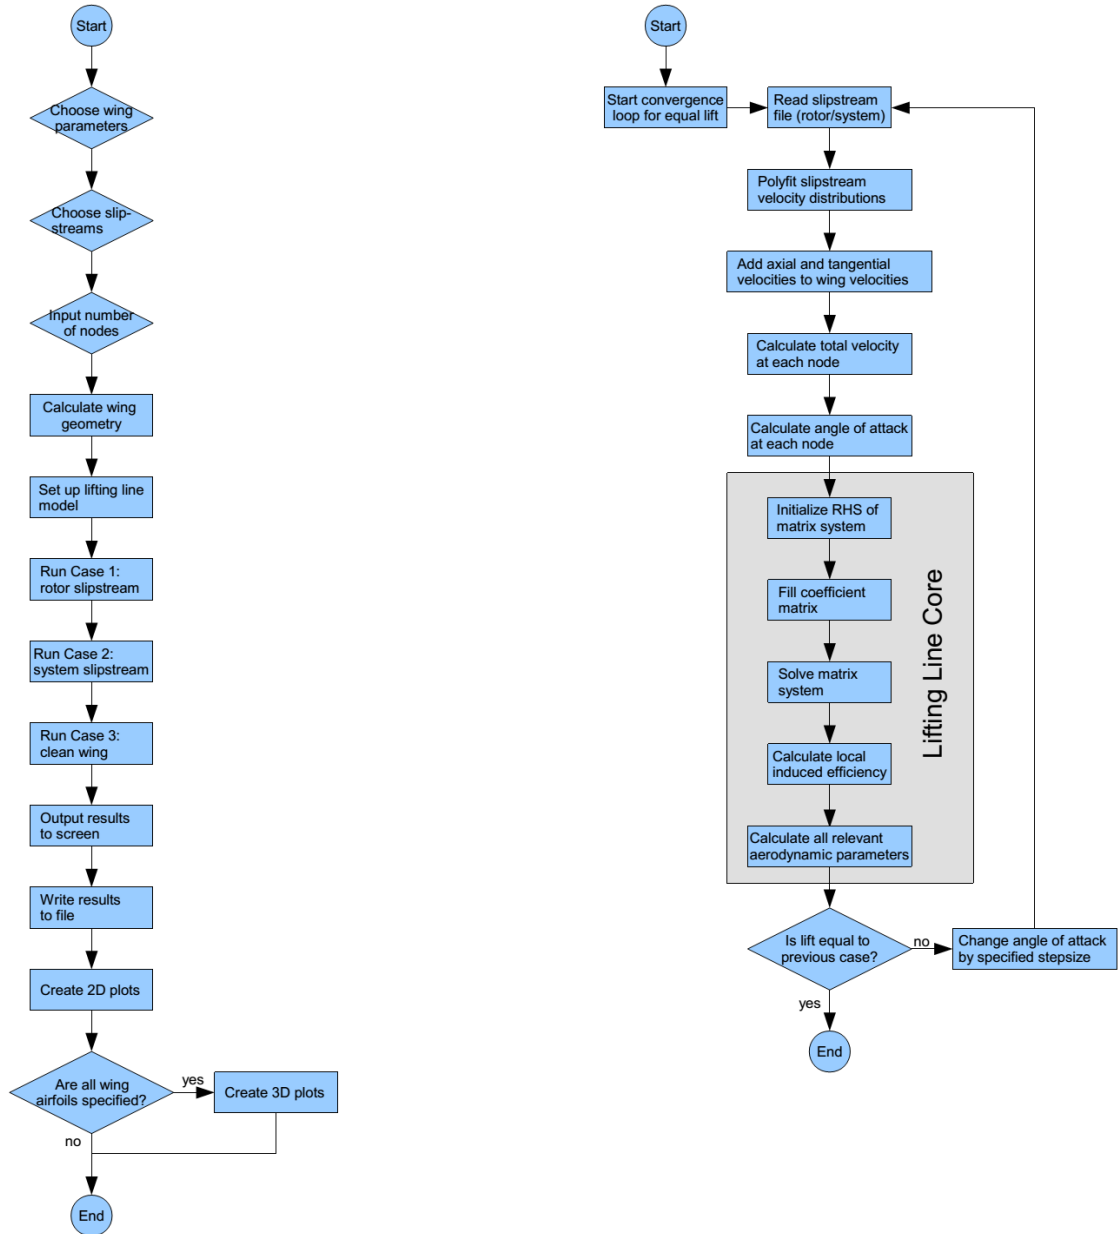 Start
Choose wing
parameters
Choose slip-
streams
Input number
of nodes
Calculate wing
geometry
Set up lifting line
model
Run Case 1:
rotor slipstream
Run Case 2:
system slipstream
Run Case 3:
clean wing
Output results
to screen
Write results
to file
Create 2D plots
Are all wing
airfoils specified?
yes
Create 3D plots
no
End
Start
Start convergence
loop for equal lift
Read slipstream
file (rotor/system)
Polyfit slipstream
velocity distributions
Add axial and tangential
velocities to wing velocities
Calculate total velocity
at each node
Calculate angle of attack
at each node
Initialize RHS of
matrix system
Fill coefficient
matrix
Solve matrix
system
Calculate local
induced efficiency
Calculate all relevant
aerodynamic parameters
Lifting Line Core
Is lift equal to
previous case?
no
Change angle of attack
by specified stepsize
yes
End